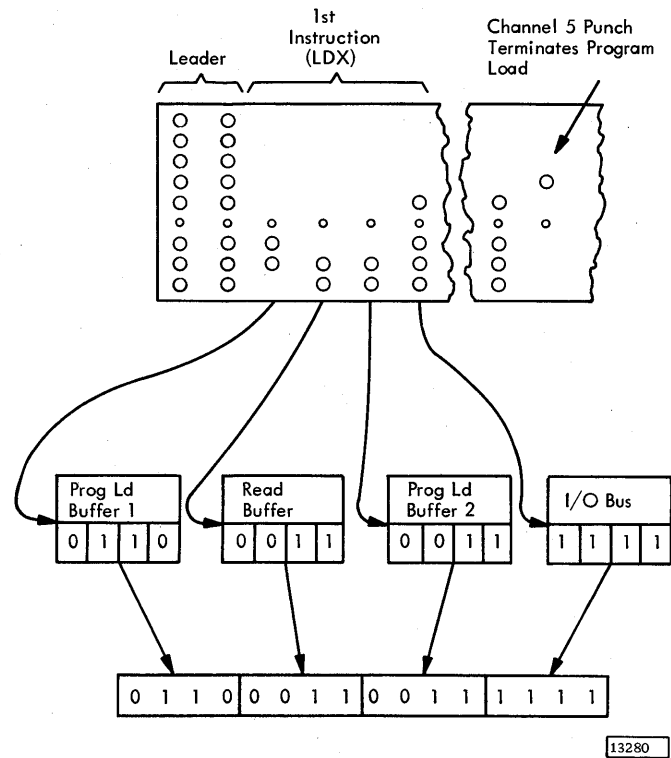 1st
Instruction
(LDX)
Leader
Channel 5 Punch
Terminates Program
Load
Prog Ld
Buffer 1
0 1 1 0
Read
Buffer
0 0 1 1
Prog Ld
Buffer 2
0 0 1 1
I/O Bus
1 1 1 1
0 1 1 0 0 0 1 1 0 0 1 1 1 1 1 1
13280